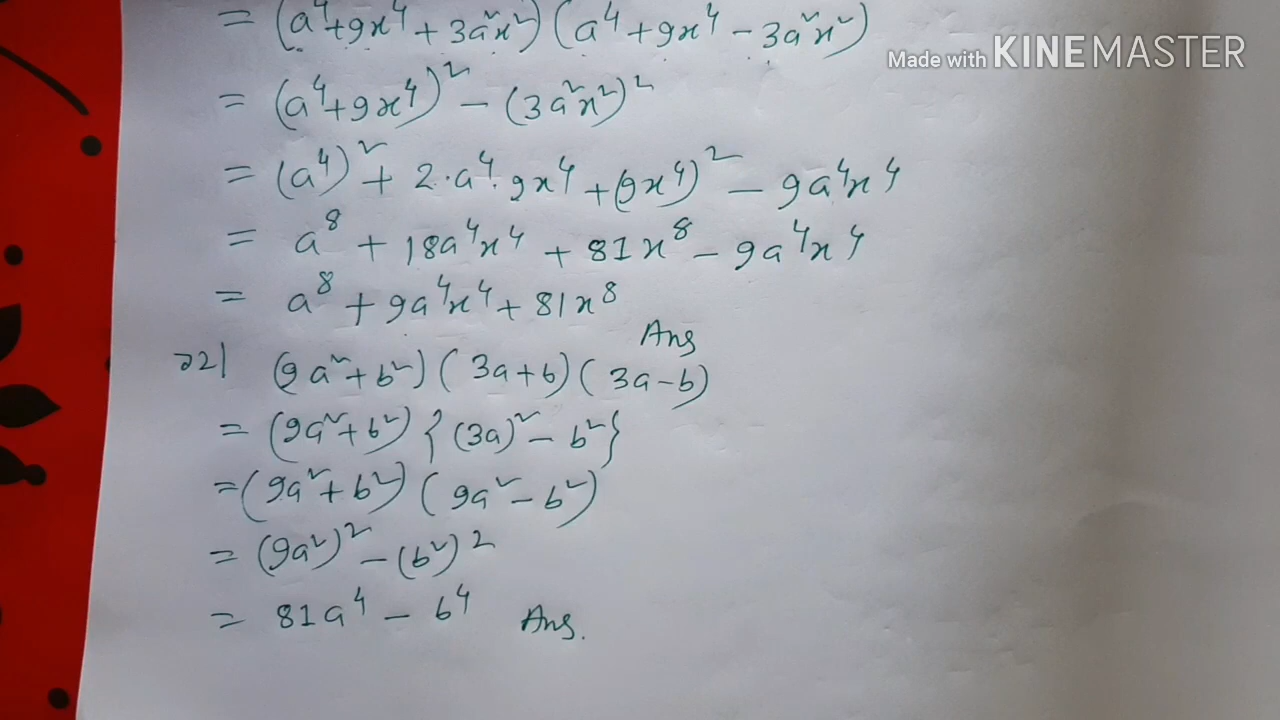 = (a⁴+9x⁴+3a²x²)(a⁴+9x⁴-3a²x²)
Made with KINEMASTER
= (a⁴+9x⁴)² - (3a²x²)²
= (a⁴)² + 2·a⁴·9x⁴ + (9x⁴)² - 9a⁴x⁴
= a⁸ + 18a⁴x⁴ + 81x⁸ - 9a⁴x⁴
= a⁸ + 9a⁴x⁴ + 81x⁸
Ans
22) (9a²+b²)(3a+b)(3a-b)
= (9a²+b²){(3a)²-b²}
=(9a²+b²)(9a²-b²)
= (9a²)² - (b²)²
= 81a⁴ - b⁴ Ans.